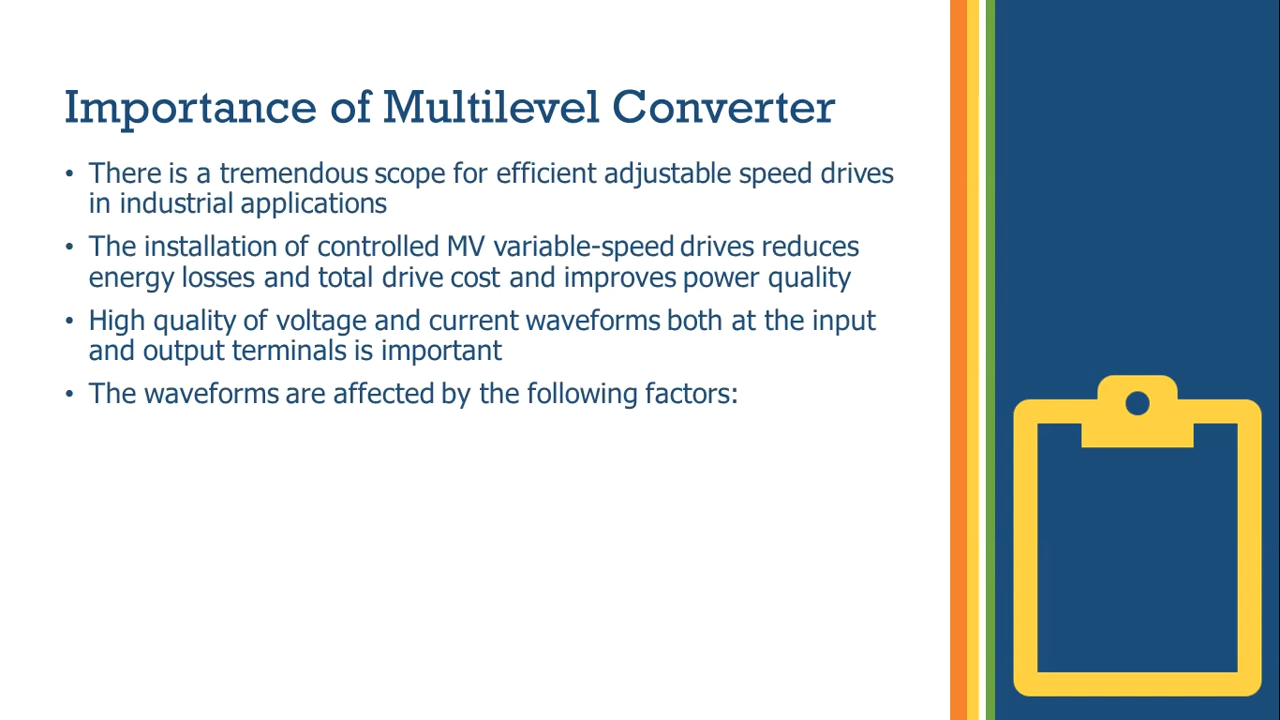 Importance of Multilevel Converter
• There is a tremendous scope for efficient adjustable speed drives
in industrial applications
• The installation of controlled MV variable-speed drives reduces
energy losses and total drive cost and improves power quality
• High quality of voltage and current waveforms both at the input
and output terminals is important
• The waveforms are affected by the following factors: